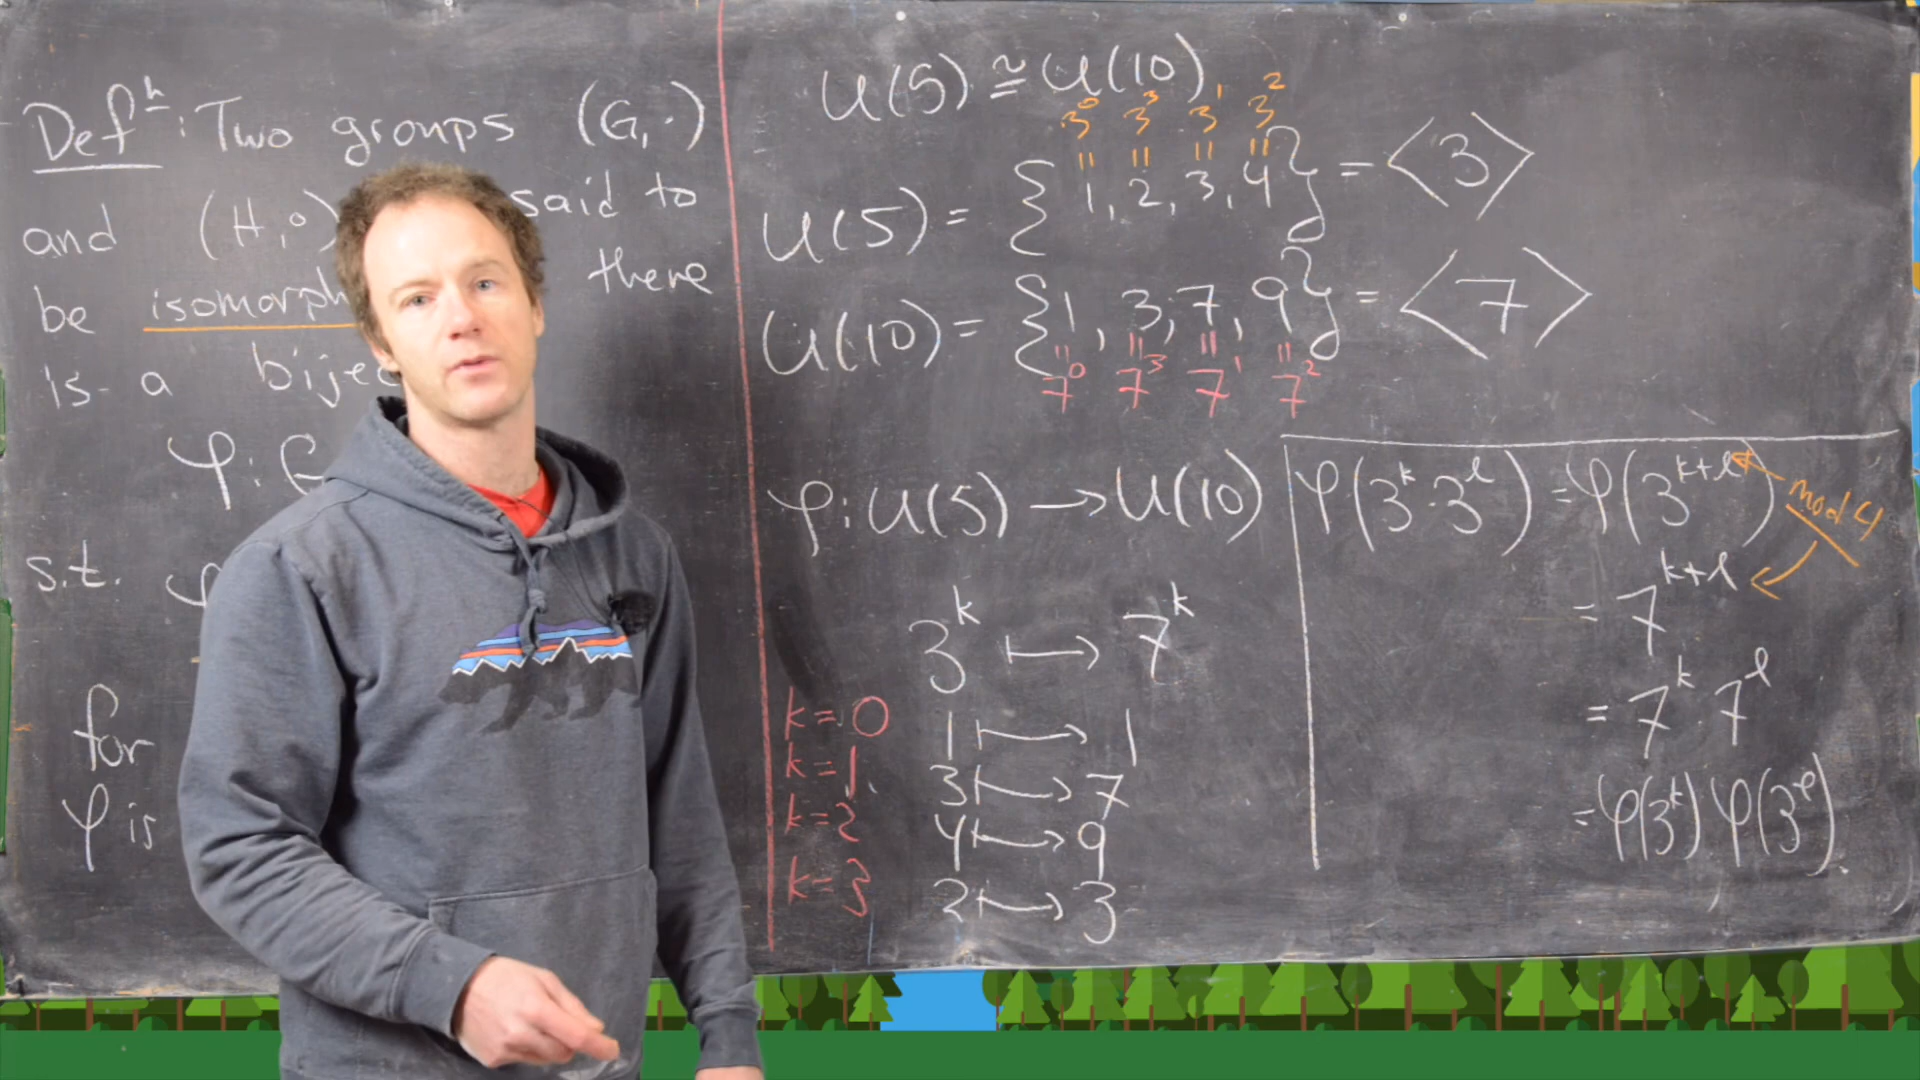 Defⁿ: Two groups (G, ·)
and (H, ∘) said to
be isomorph there
is a bijec
φ: G
s.t. φ
for
φ is
U(5) ≅ U(10)
3⁰ 3³ 3¹ 3²
= = = =
U(5) = {1, 2, 3, 4} = ⟨3⟩
U(10) = {1, 3, 7, 9} = ⟨7⟩
= = = =
7⁰ 7³ 7¹ 7²
φ: U(5) → U(10)
3ᵏ ↦ 7ᵏ
k=0 1 ↦ 1
k=1 3 ↦ 7
k=2 4 ↦ 9
k=3 2 ↦ 3
φ(3ᵏ·3ˡ) = φ(3ᵏ⁺ˡ) mod 4
= 7ᵏ⁺ˡ
= 7ᵏ·7ˡ
= φ(3ᵏ) φ(3ˡ).